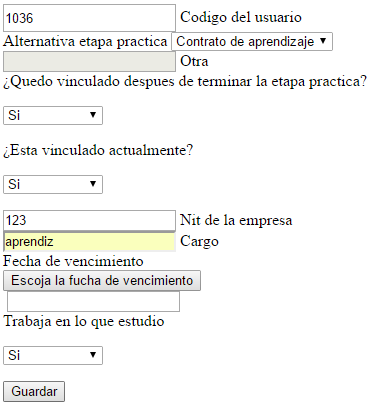 1036 Codigo del usuario
Alternativa etapa practica Contrato de aprendizaje
Otra
¿Quedo vinculado despues de terminar la etapa practica?
Si
¿Esta vinculado actualmente?
Si
123 Nit de la empresa
aprendiz Cargo
Fecha de vencimiento
Escoja la fucha de vencimiento
Trabaja en lo que estudio
Si
Guardar